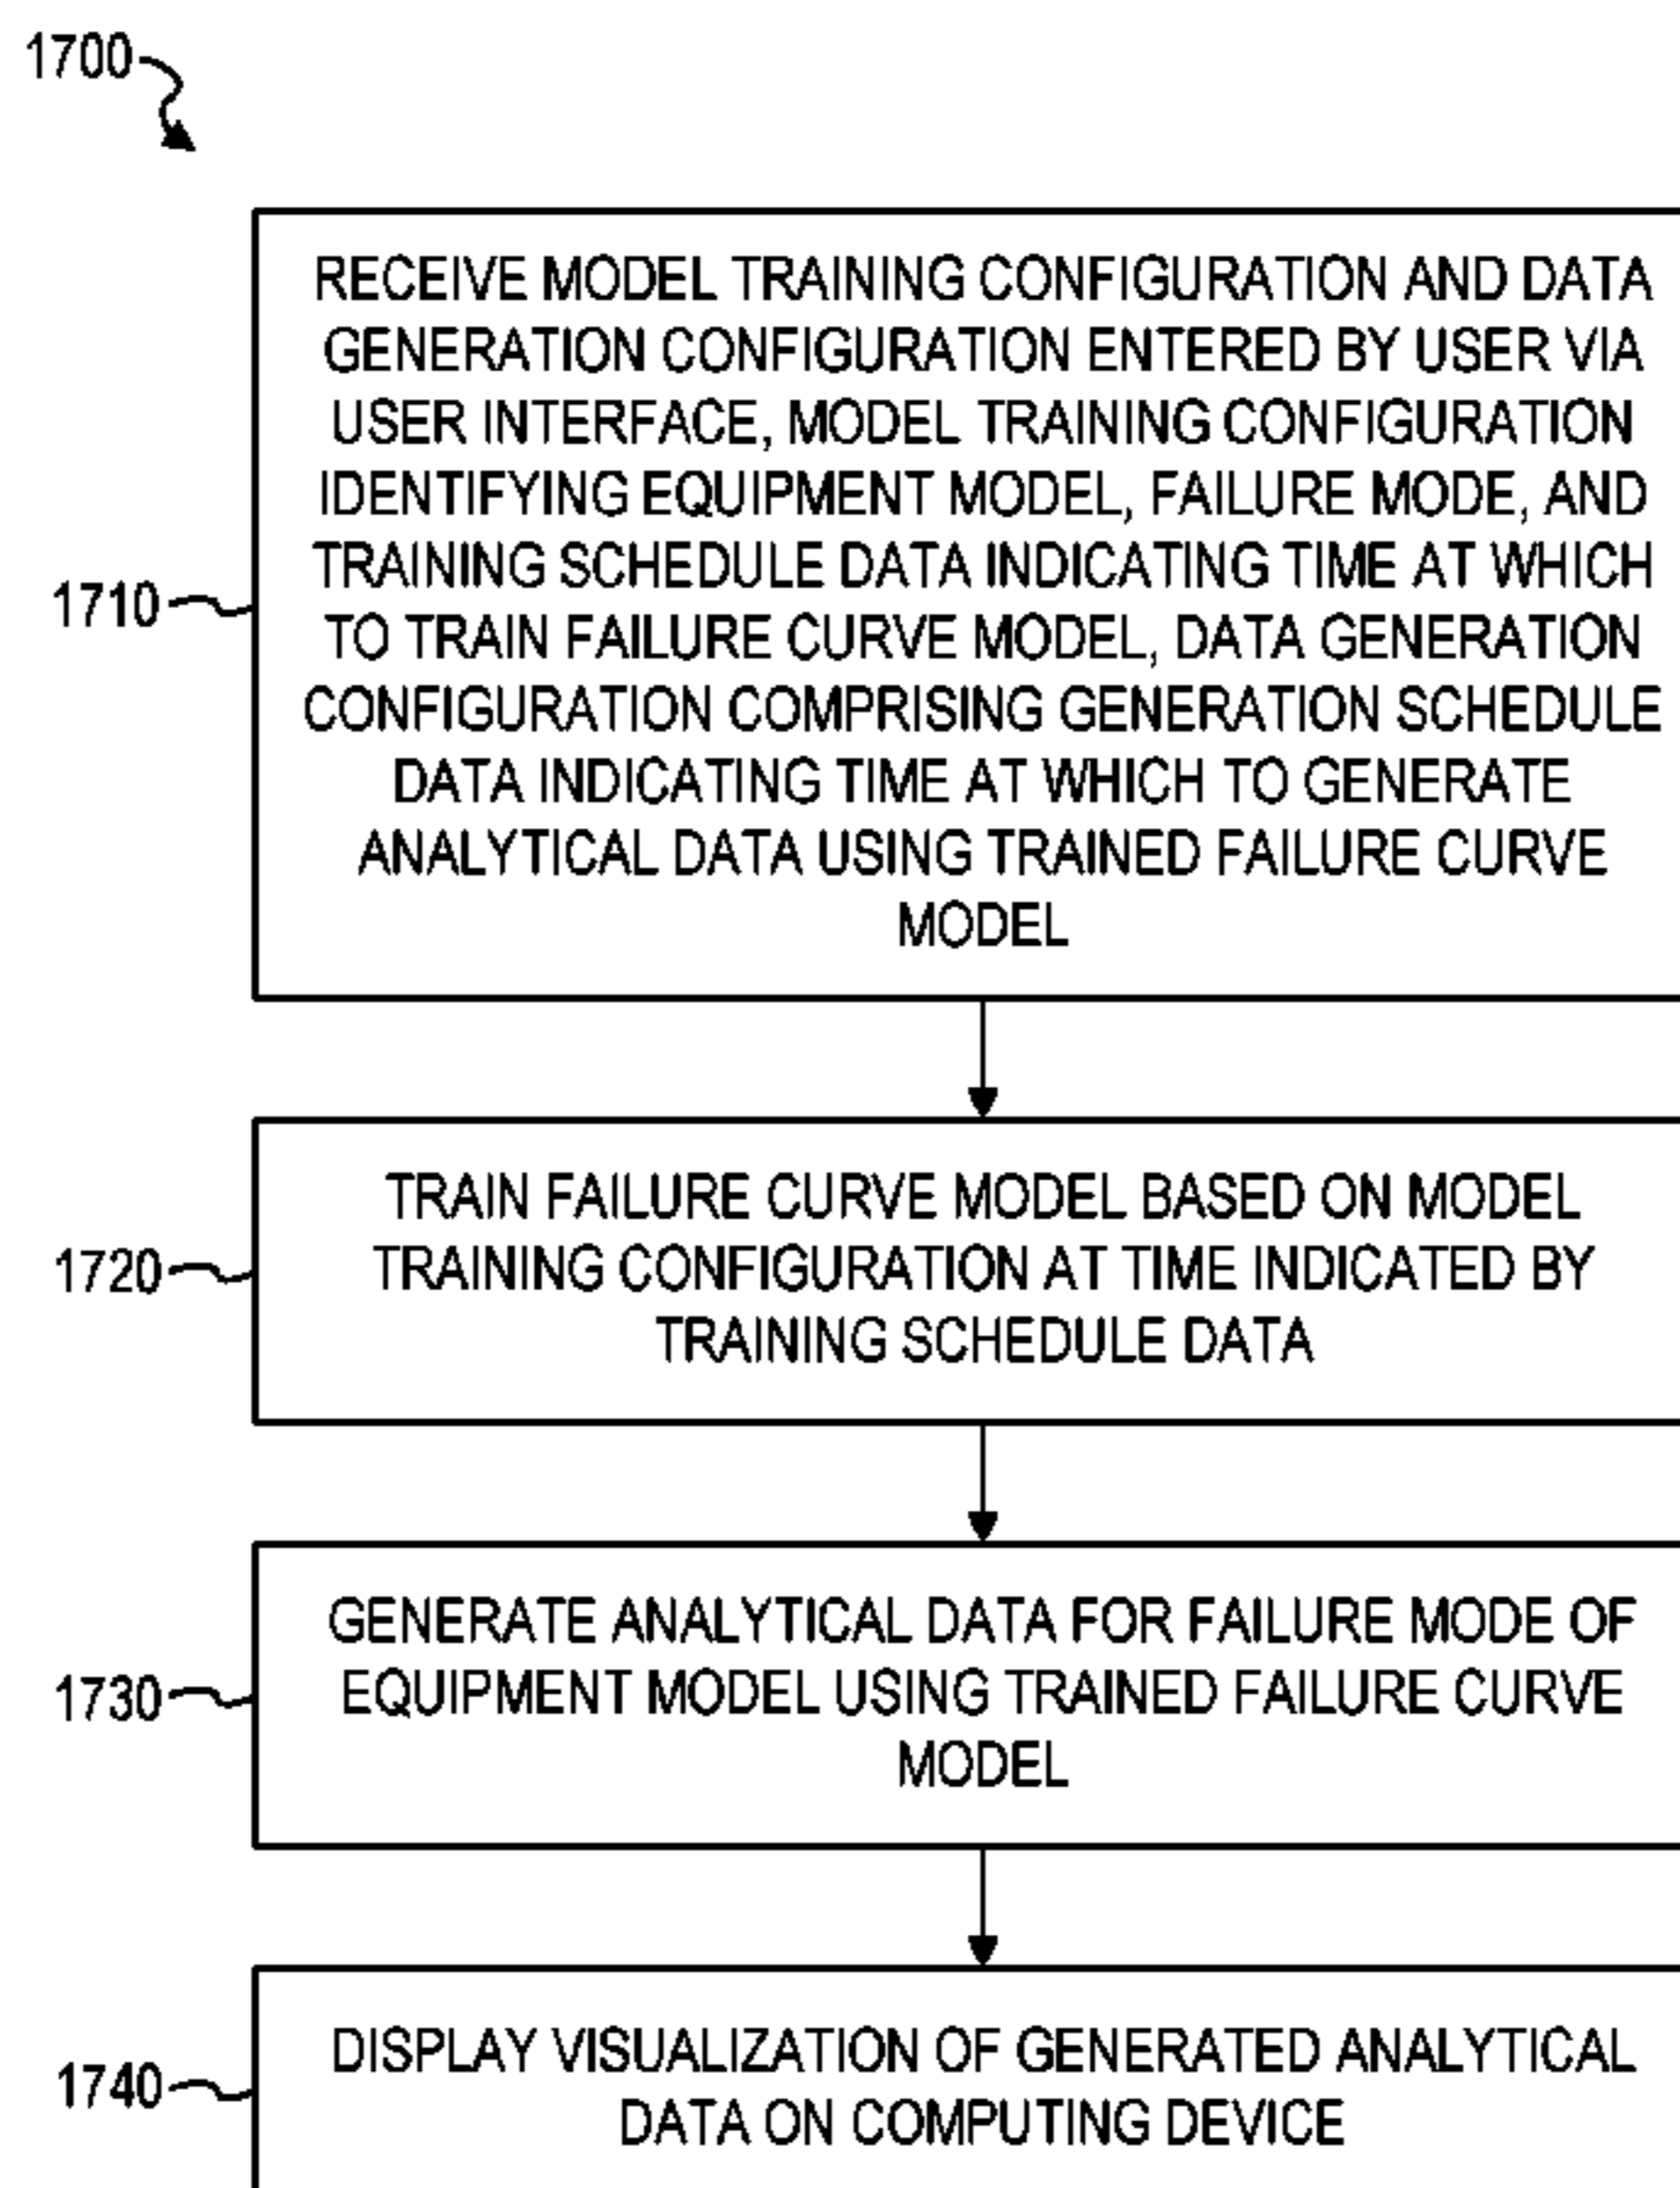 1700
RECEIVE MODEL TRAINING CONFIGURATION AND DATA
GENERATION CONFIGURATION ENTERED BY USER VIA
USER INTERFACE, MODEL TRAINING CONFIGURATION
IDENTIFYING EQUIPMENT MODEL, FAILURE MODE, AND
TRAINING SCHEDULE DATA INDICATING TIME AT WHICH
TO TRAIN FAILURE CURVE MODEL, DATA GENERATION
CONFIGURATION COMPRISING GENERATION SCHEDULE
DATA INDICATING TIME AT WHICH TO GENERATE
ANALYTICAL DATA USING TRAINED FAILURE CURVE
MODEL
1710
TRAIN FAILURE CURVE MODEL BASED ON MODEL
TRAINING CONFIGURATION AT TIME INDICATED BY
TRAINING SCHEDULE DATA
1720
GENERATE ANALYTICAL DATA FOR FAILURE MODE OF
EQUIPMENT MODEL USING TRAINED FAILURE CURVE
MODEL
1730
DISPLAY VISUALIZATION OF GENERATED ANALYTICAL
DATA ON COMPUTING DEVICE
1740